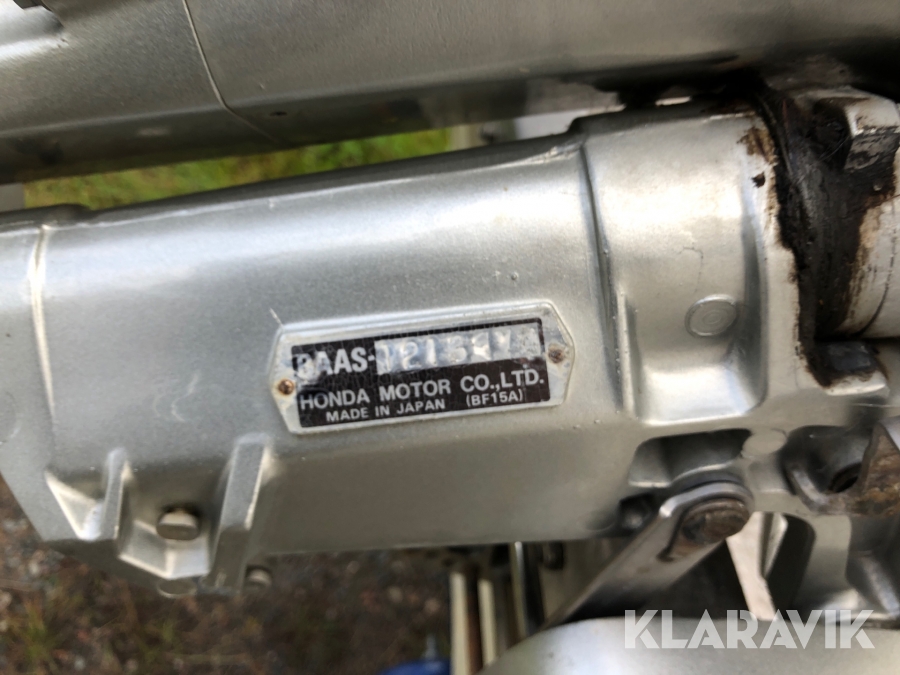 BAAS-
HONDA MOTOR CO.,LTD.
MADE IN JAPAN (BF15A)
KLARAVIK